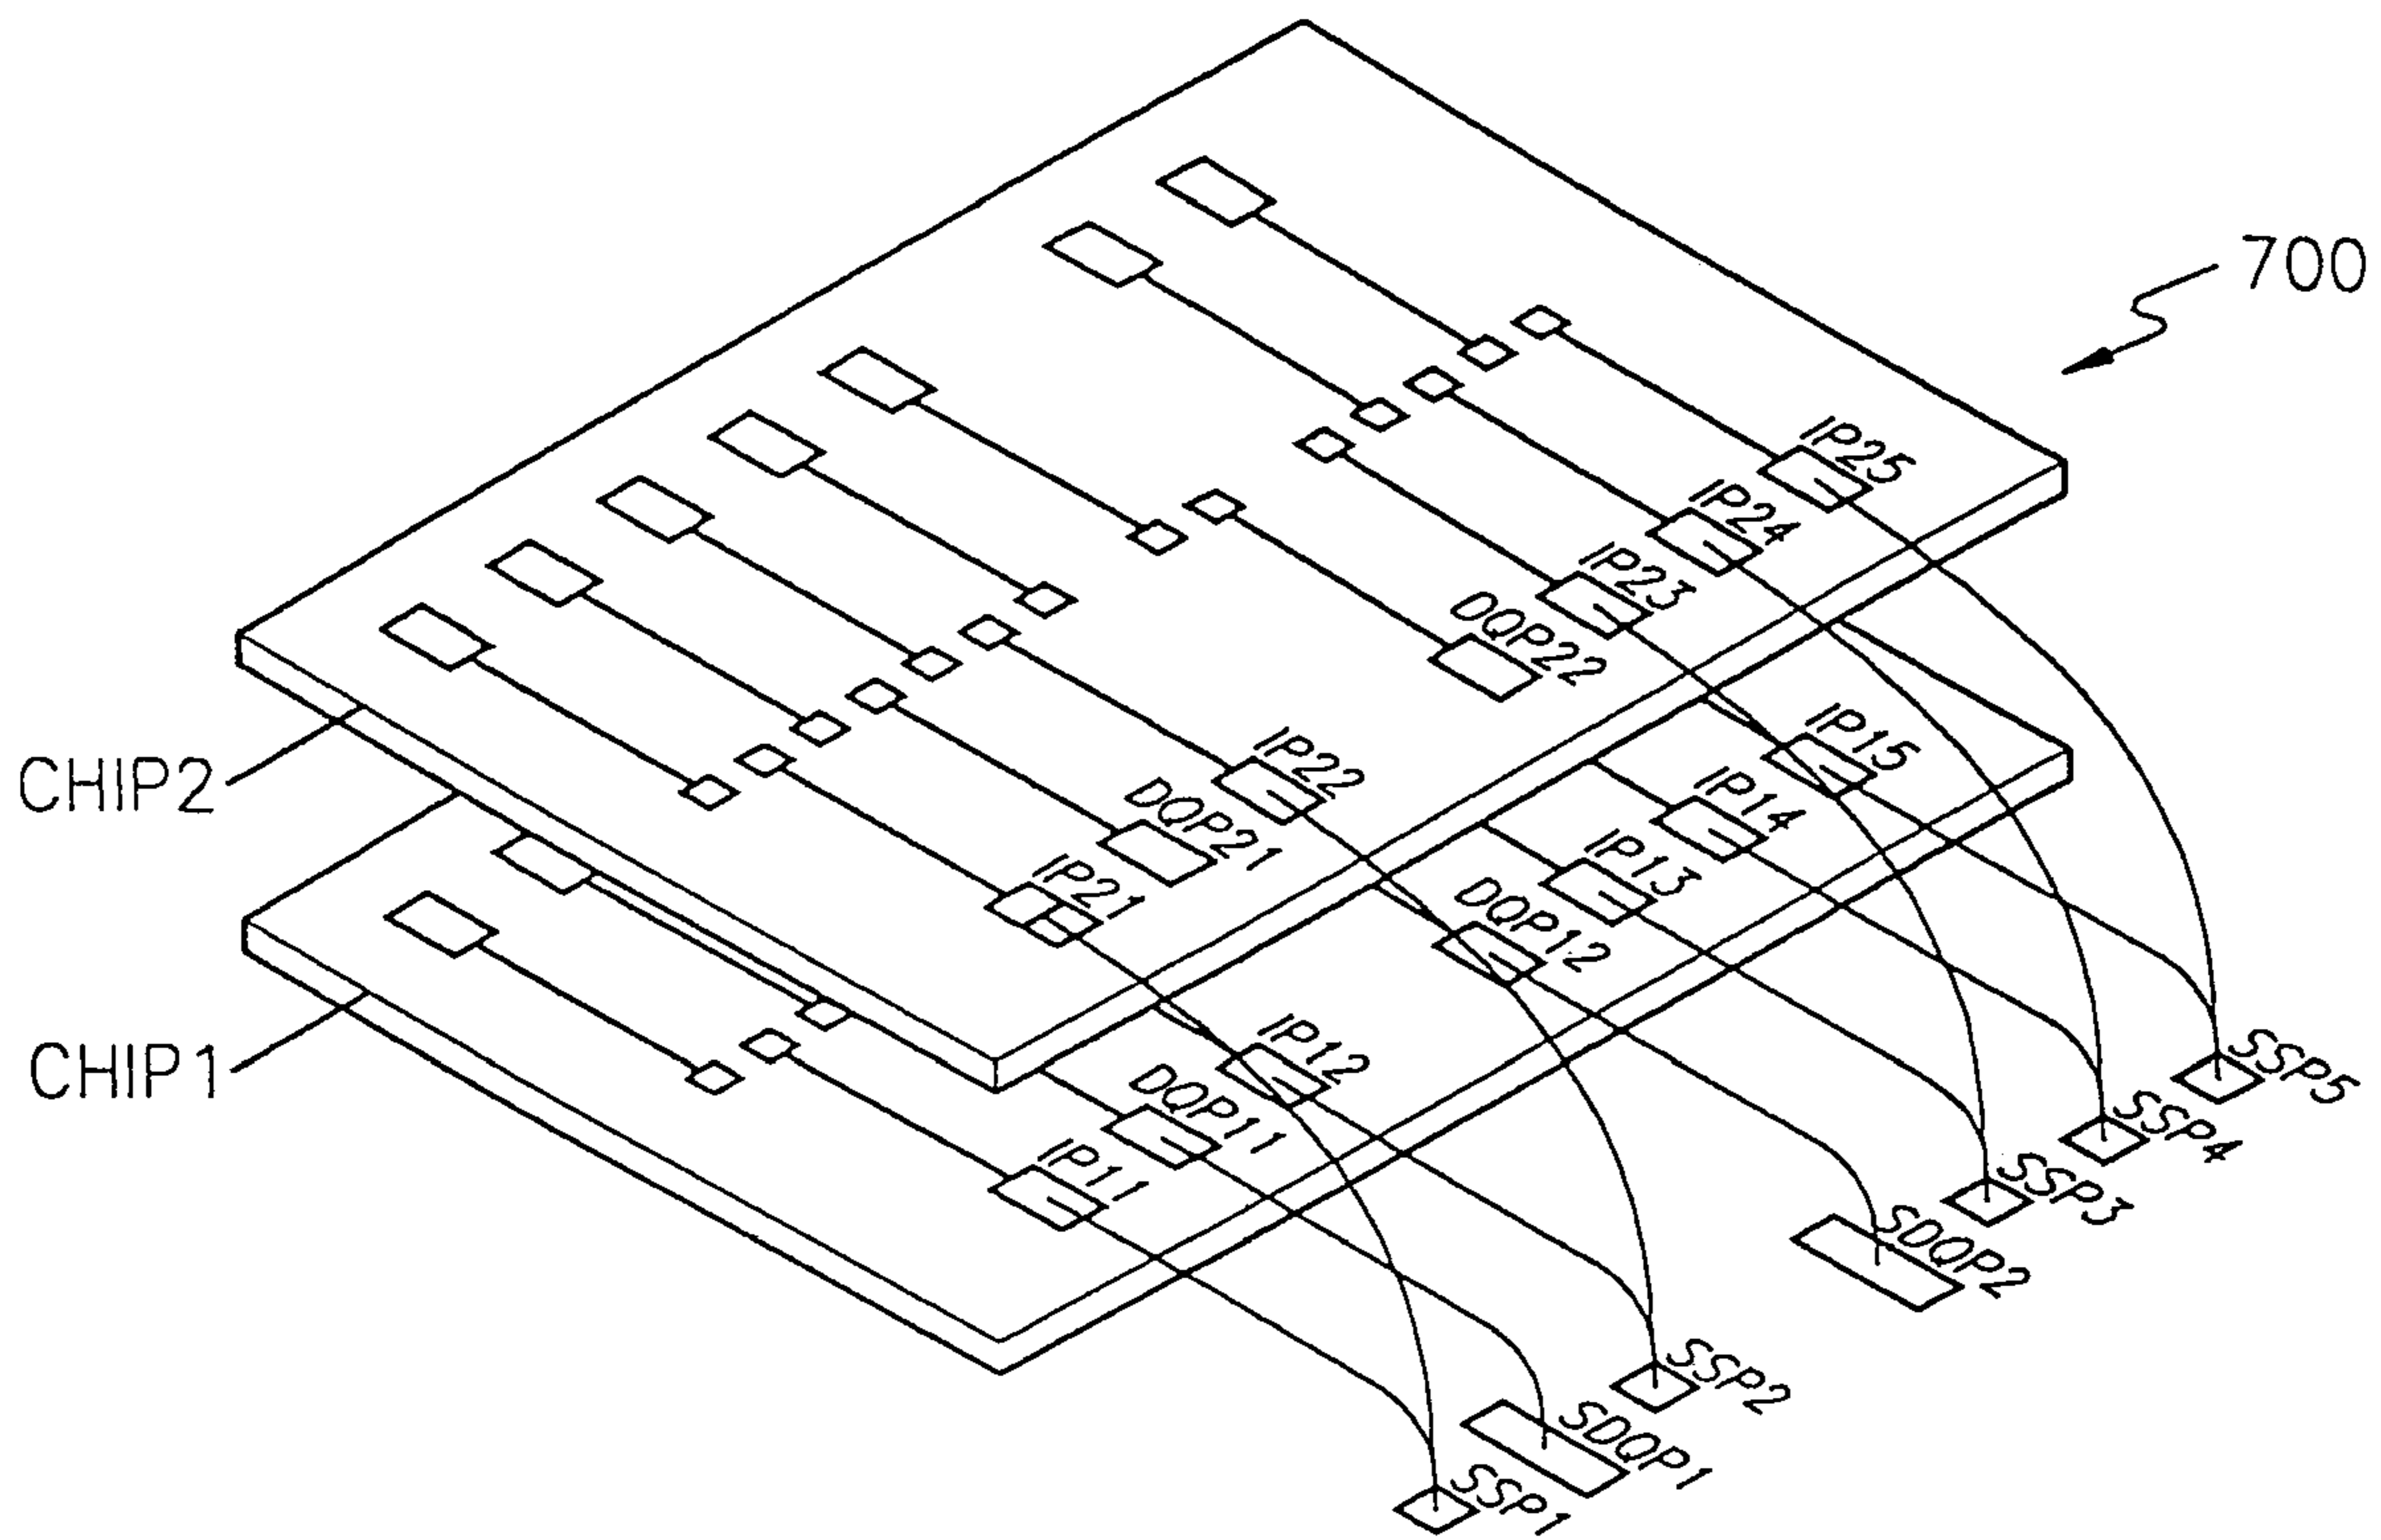 700
IP25
IP24
IP23
DQP22
IP22
DQP21
IP21
CHIP2
IP15
IP14
IP13
DQP12
IP12
DQP11
IP11
CHIP1
SSP5
SSP4
SSP3
SDQP2
SSP2
SDQP1
SSP1